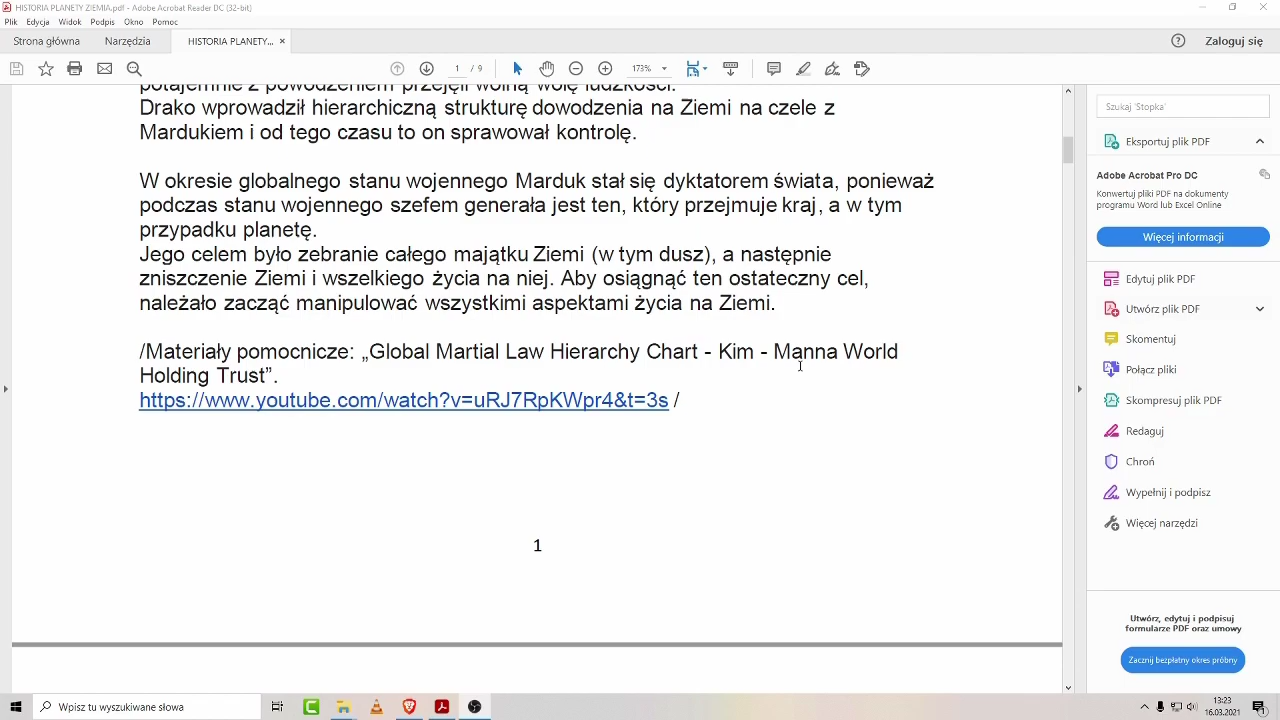 HISTORIA PLANETY ZIEMIA.pdf - Adobe Acrobat Reader DC (32-bit)
Plik Edycja Widok Podpis Okno Pomoc
Strona główna Narzędzia HISTORIA PLANETY... × Zaloguj się
1 / 9 173%
potajemnie z powodzeniem przejęli wolną wolę ludzkości.
Drako wprowadził hierarchiczną strukturę dowodzenia na Ziemi na czele z
Mardukiem i od tego czasu to on sprawował kontrolę.
W okresie globalnego stanu wojennego Marduk stał się dyktatorem świata, ponieważ
podczas stanu wojennego szefem generała jest ten, który przejmuje kraj, a w tym
przypadku planetę.
Jego celem było zebranie całego majątku Ziemi (w tym dusz), a następnie
zniszczenie Ziemi i wszelkiego życia na niej. Aby osiągnąć ten ostateczny cel,
należało zacząć manipulować wszystkimi aspektami życia na Ziemi.
/Materiały pomocnicze: „Global Martial Law Hierarchy Chart - Kim - Manna World
Holding Trust”.
https://www.youtube.com/watch?v=uRJ7RpKWpr4&t=3s /
1
Szukaj 'Stopka'
Eksportuj plik PDF
Adobe Acrobat Pro DC
Konwertuj pliki PDF na dokumenty
programu Word lub Excel Online
Więcej informacji
Edytuj plik PDF
Utwórz plik PDF
Skomentuj
Połącz pliki
Skompresuj plik PDF
Redaguj
Chroń
Wypełnij i podpisz
Więcej narzędzi
Utwórz, edytuj i podpisuj
formularze PDF oraz umowy
Zacznij bezpłatny okres próbny
Wpisz tu wyszukiwane słowa
13:23
16.03.2021